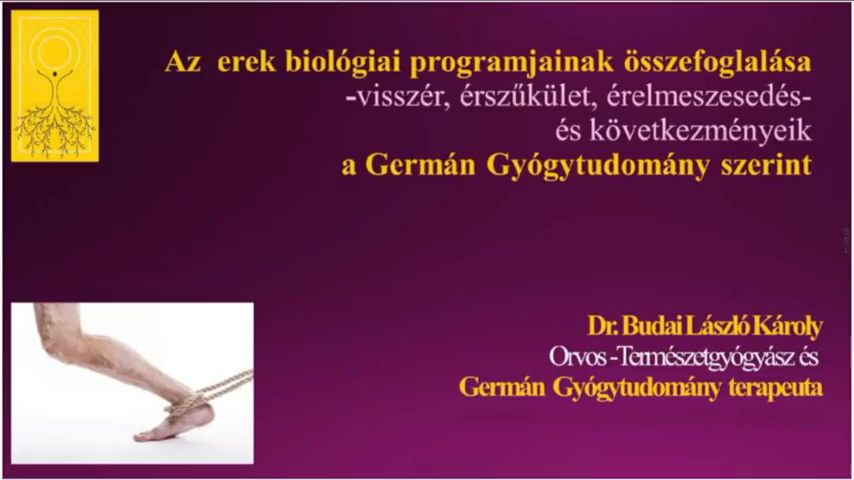 Az erek biológiai programjainak összefoglalása
-visszér, érszűkület, érelmeszesedés-
és következményeik
a Germán Gyógytudomány szerint
Dr. Budai László Károly
Orvos -Természetgyógyász és
Germán Gyógytudomány terapeuta